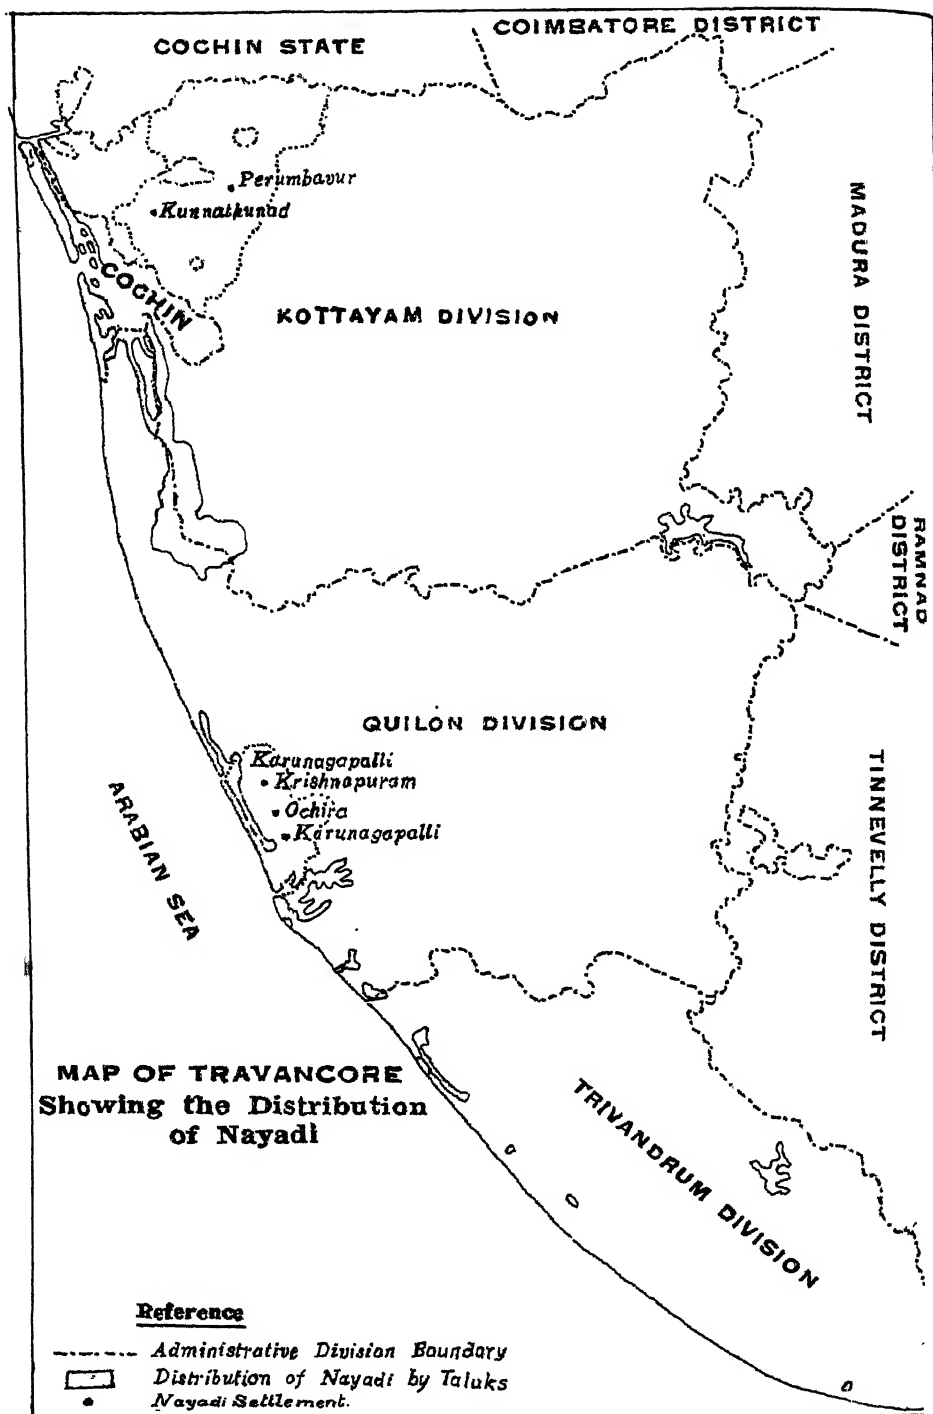 COCHIN STATE
COIMBATORE DISTRICT
Perumbavur
Kunnathunad
COCHIN
KOTTAYAM DIVISION
MADURA DISTRICT
RAMNAD
DISTRICT
QUILON DIVISION
Karunagapalli
Krishnapuram
Ochira
Karunagapalli
ARABIAN SEA
TINNEVELLY DISTRICT
MAP OF TRAVANCORE
Showing the Distribution
of Nayadi
TRIVANDRUM DIVISION
Reference
Administrative Division Boundary
Distribution of Nayadi by Taluks
Nayadi Settlement.